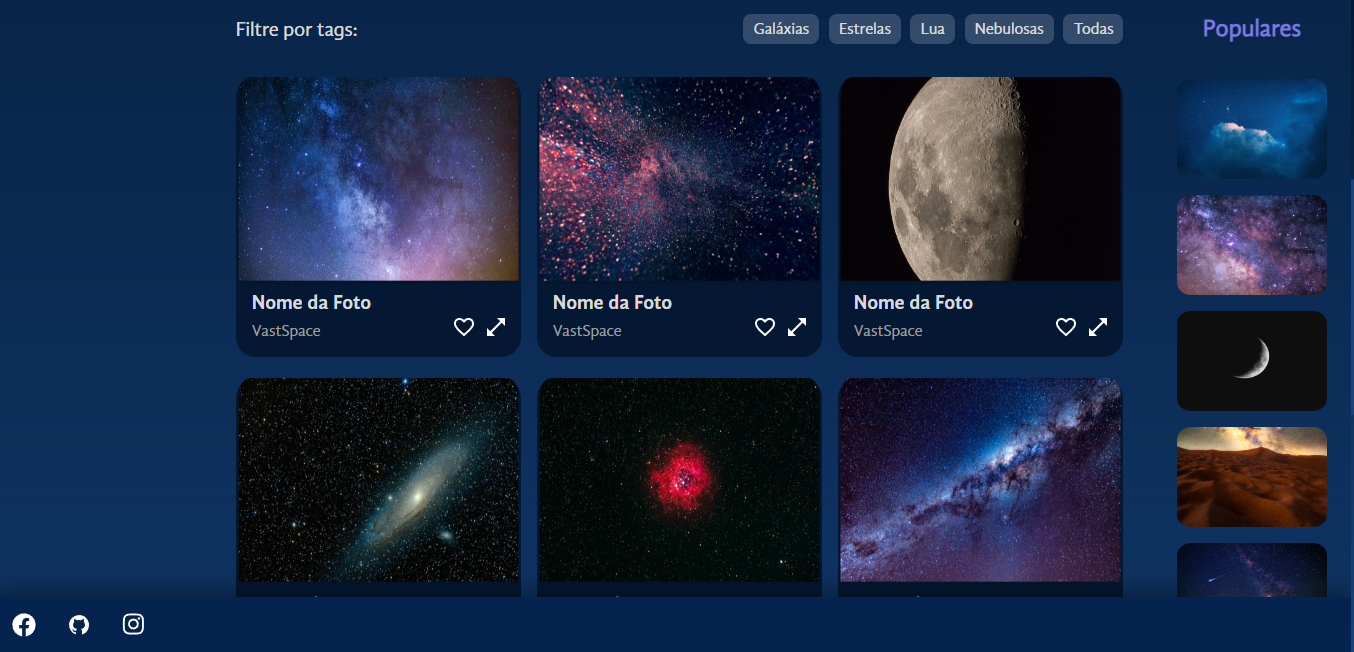 Filtre por tags:
Galáxias
Estrelas
Lua
Nebulosas
Todas
Populares
Nome da Foto
VastSpace
Nome da Foto
VastSpace
Nome da Foto
VastSpace